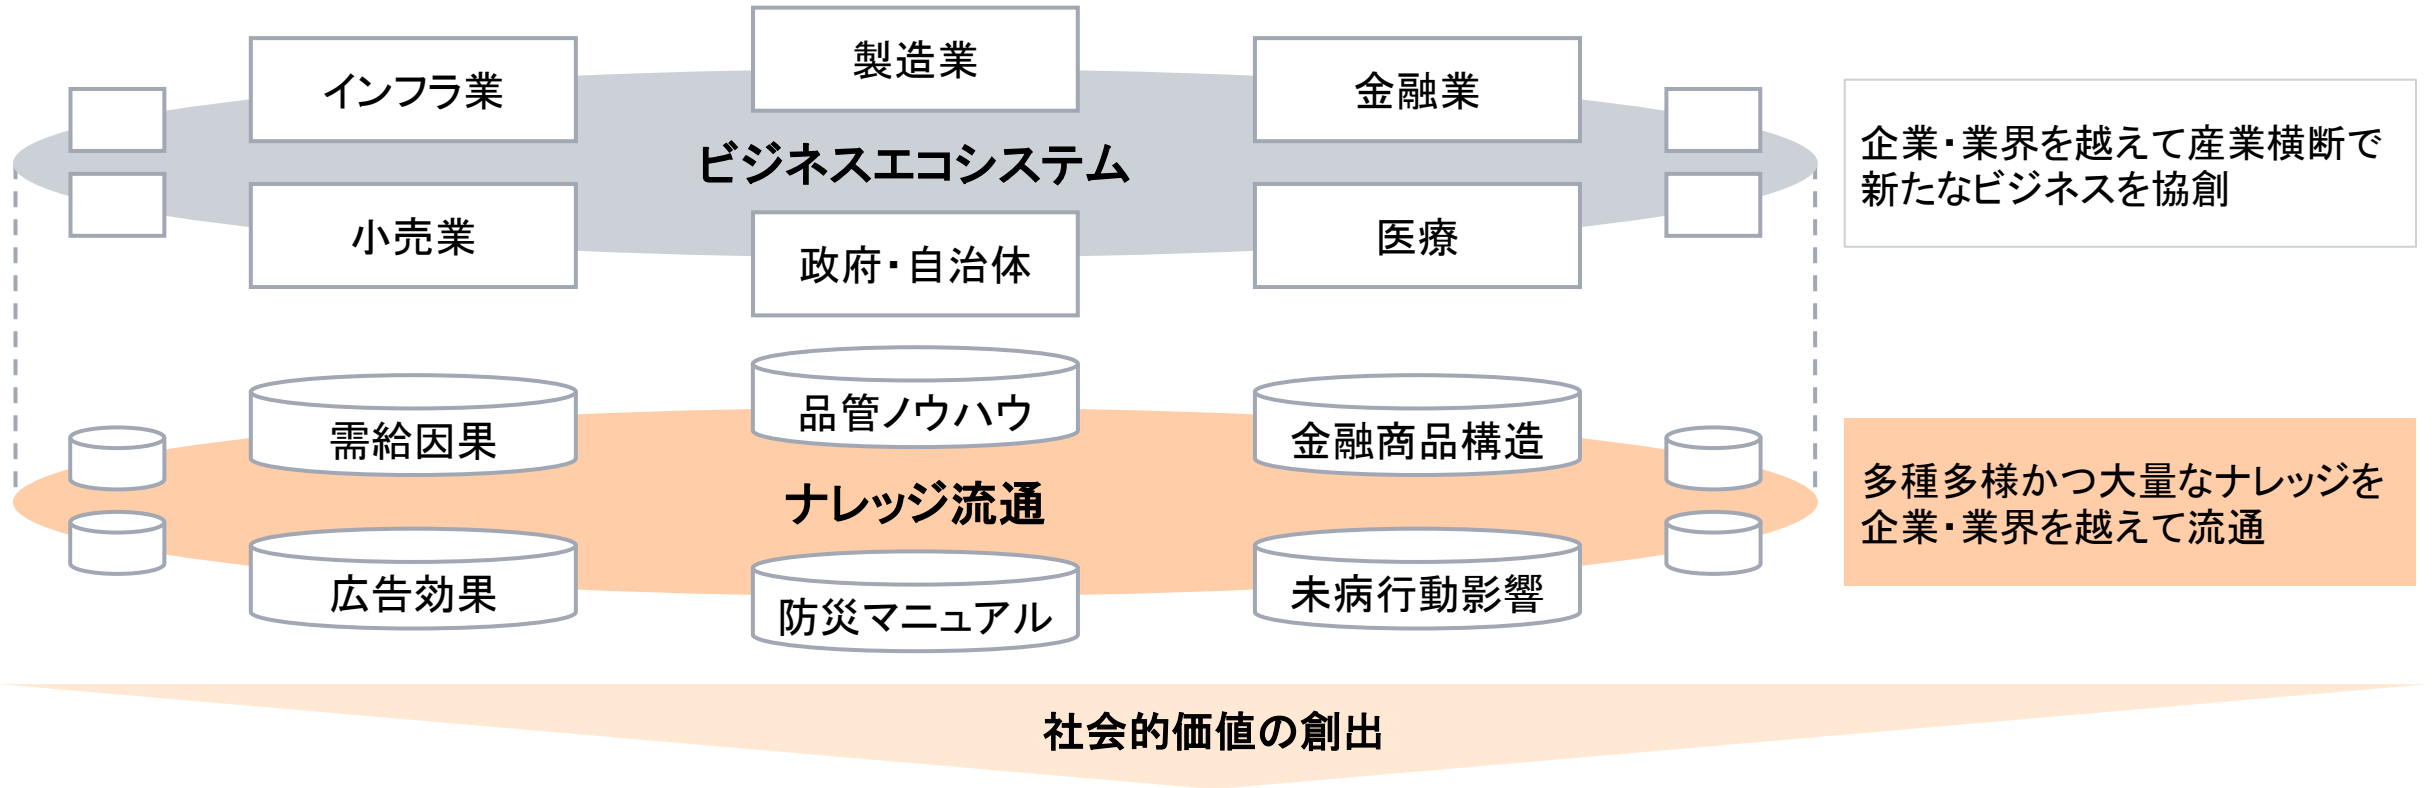 製造業
インフラ業
金融業
ビジネスエコシステム
小売業
政府・自治体
医療
企業・業界を越えて産業横断で
新たなビジネスを協創
品管ノウハウ
需給因果
金融商品構造
ナレッジ流通
広告効果
防災マニュアル
未病行動影響
多種多様かつ大量なナレッジを
企業・業界を越えて流通
社会的価値の創出